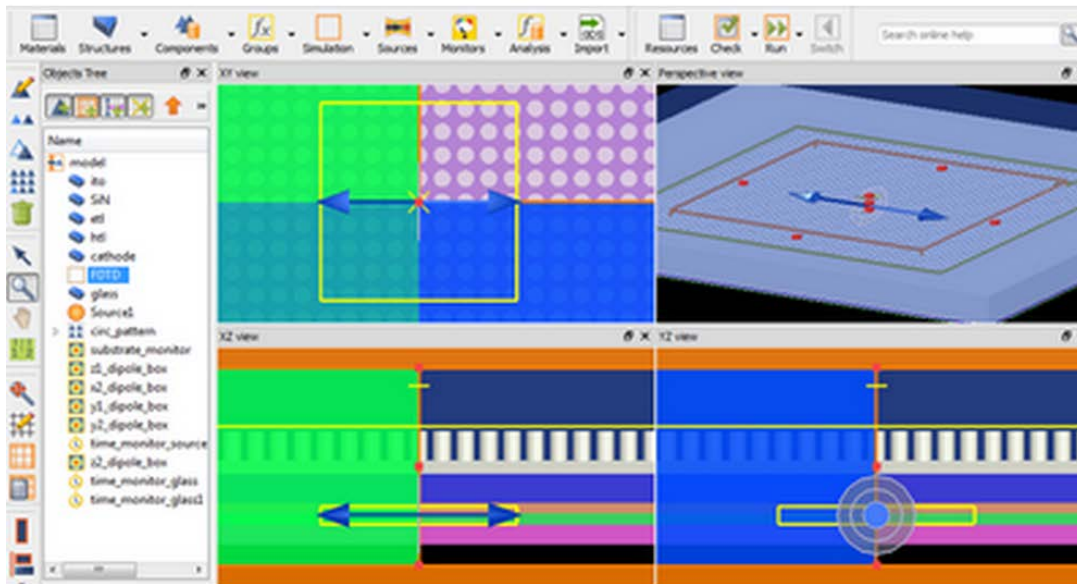 Materials Structures Components Groups Simulation Sources Monitors Analysis Import Resources Check Run Switch Search online help
Objects Tree XY view Perspective view
Name
model
ito
SiN
etl
htl
cathode
FDTD
glass
Source1
circ_pattern
substrate_monitor
z1_dipole_box
x2_dipole_box
y1_dipole_box
y2_dipole_box
time_monitor_source
z2_dipole_box
time_monitor_glass
time_monitor_glass1
XZ view YZ view